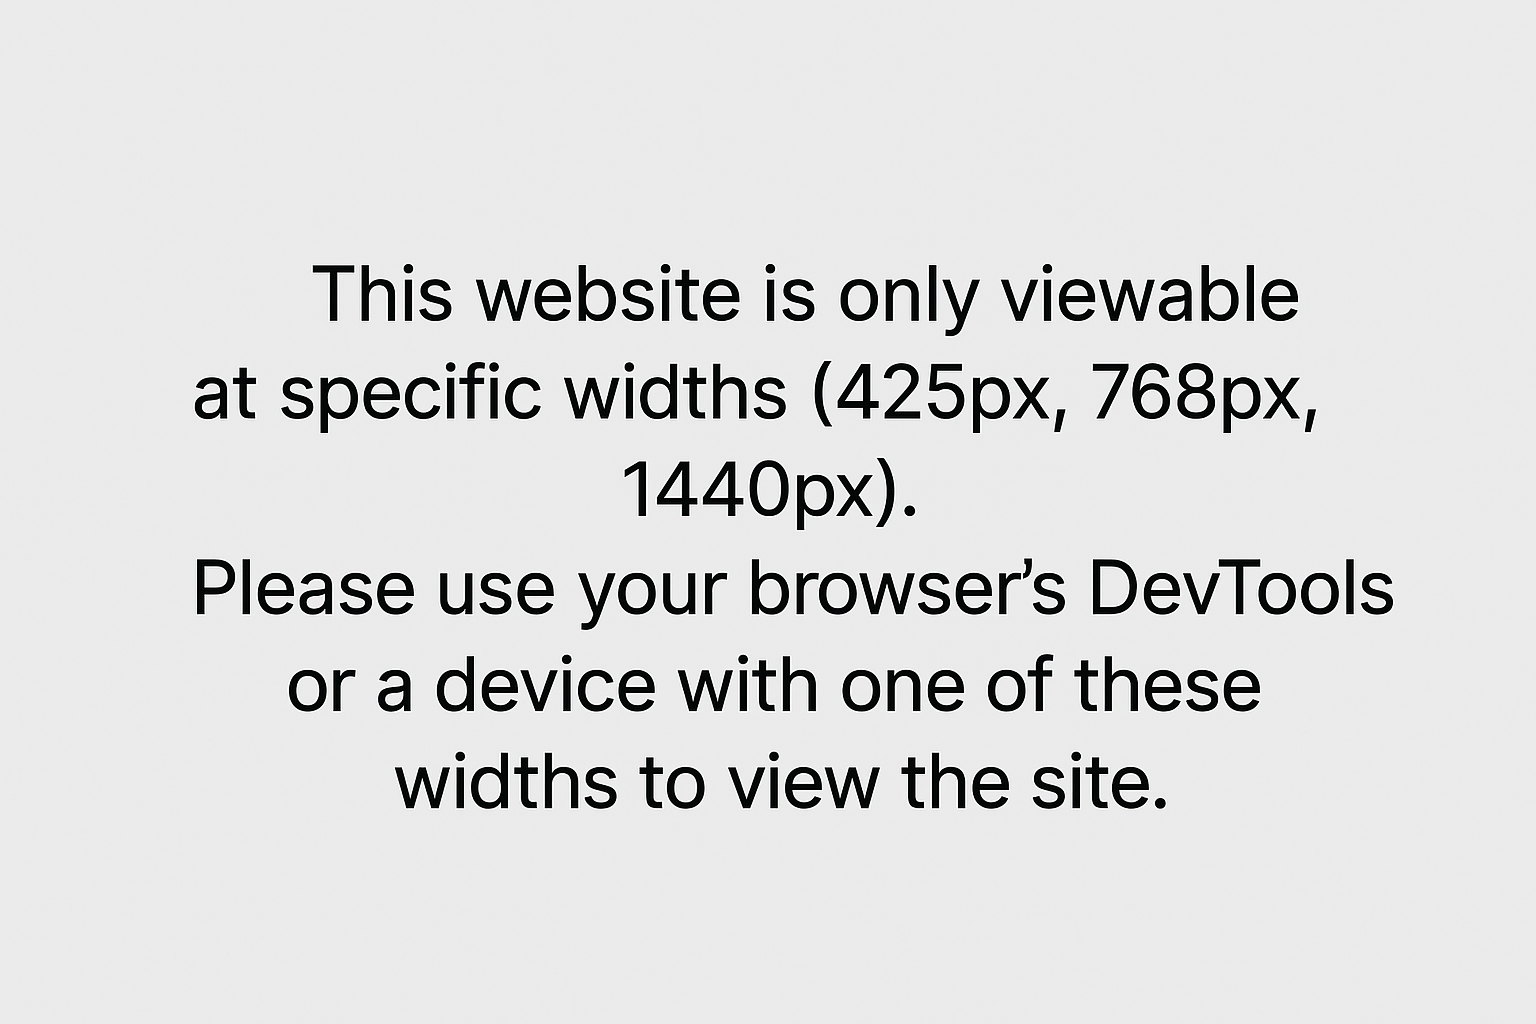 This website is only viewable
at specific widths (425px, 768px,
1440px).
Please use your browser’s DevTools
or a device with one of these
widths to view the site.